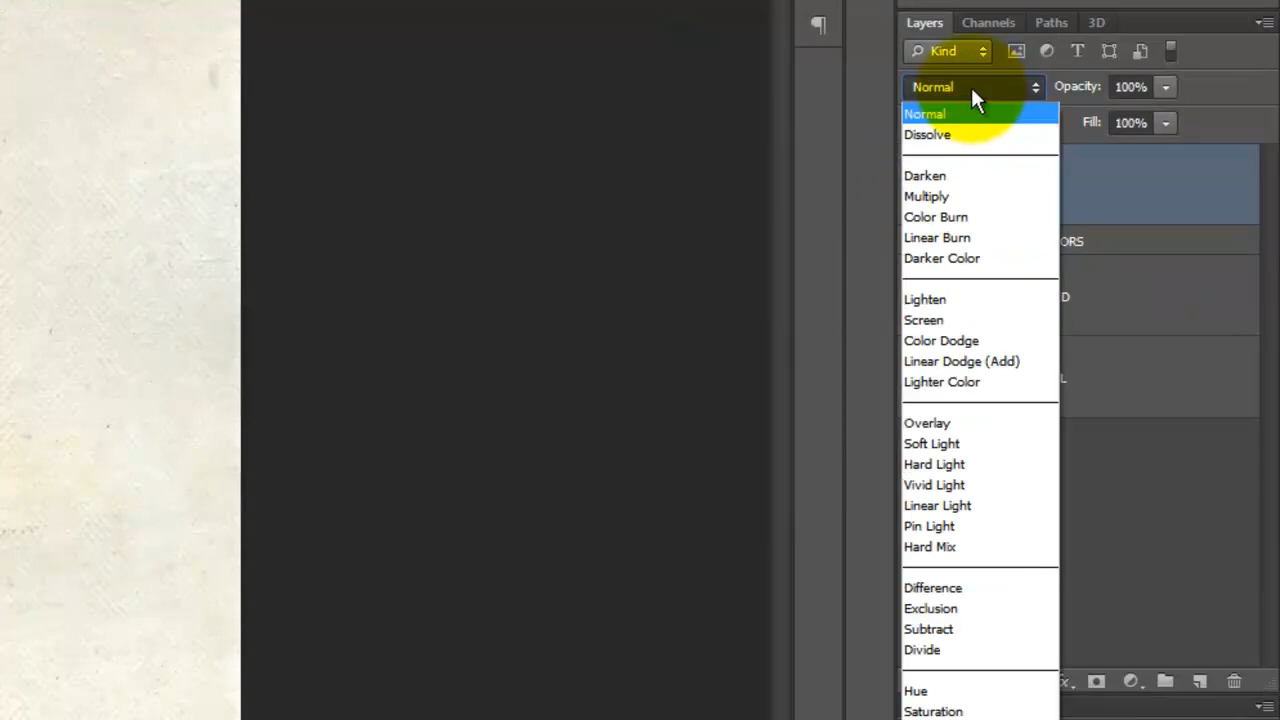 Layers Channels Paths 3D
Kind
Normal Opacity: 100%
Normal
Fill: 100%
Dissolve
Darken
Multiply
Color Burn
Linear Burn
ORS
Darker Color
D
Lighten
Screen
Color Dodge
Linear Dodge (Add)
L
Lighter Color
Overlay
Soft Light
Hard Light
Vivid Light
Linear Light
Pin Light
Hard Mix
Difference
Exclusion
Subtract
Divide
Hue
Saturation